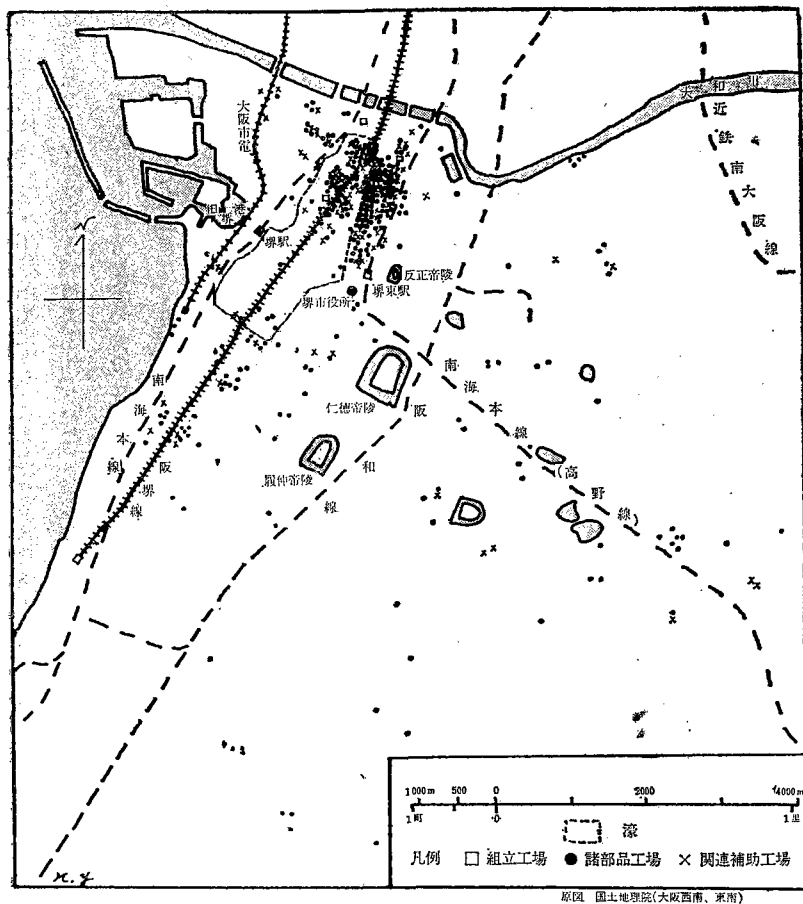 大和川
近鉄南大阪線
大阪市電
旧堺港
堺駅
反正帝陵
堺東駅
堺市役所
仁徳帝陵
履仲帝陵
南海本線
阪堺線
阪和線
南海本線(高野線)
N
1000m 500 0 2000 4000m
1町 0 1里
濠
凡例 □ 組立工場 ● 諸部品工場 × 関連補助工場
n.y
原図 国土地理院(大阪西南、東南)